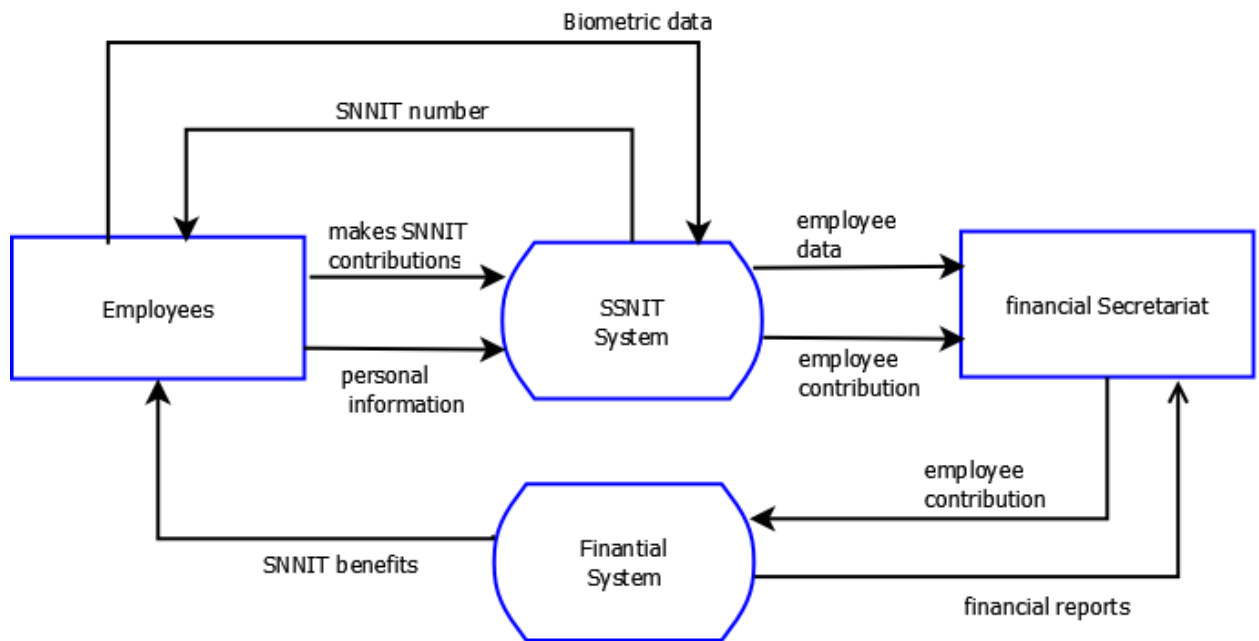 Biometric data
SNNIT number
makes SNNIT
contributions
employee
data
Employees
SSNIT
System
financial Secretariat
personal
information
employee
contribution
employee
contribution
SNNIT benefits
Finantial
System
financial reports